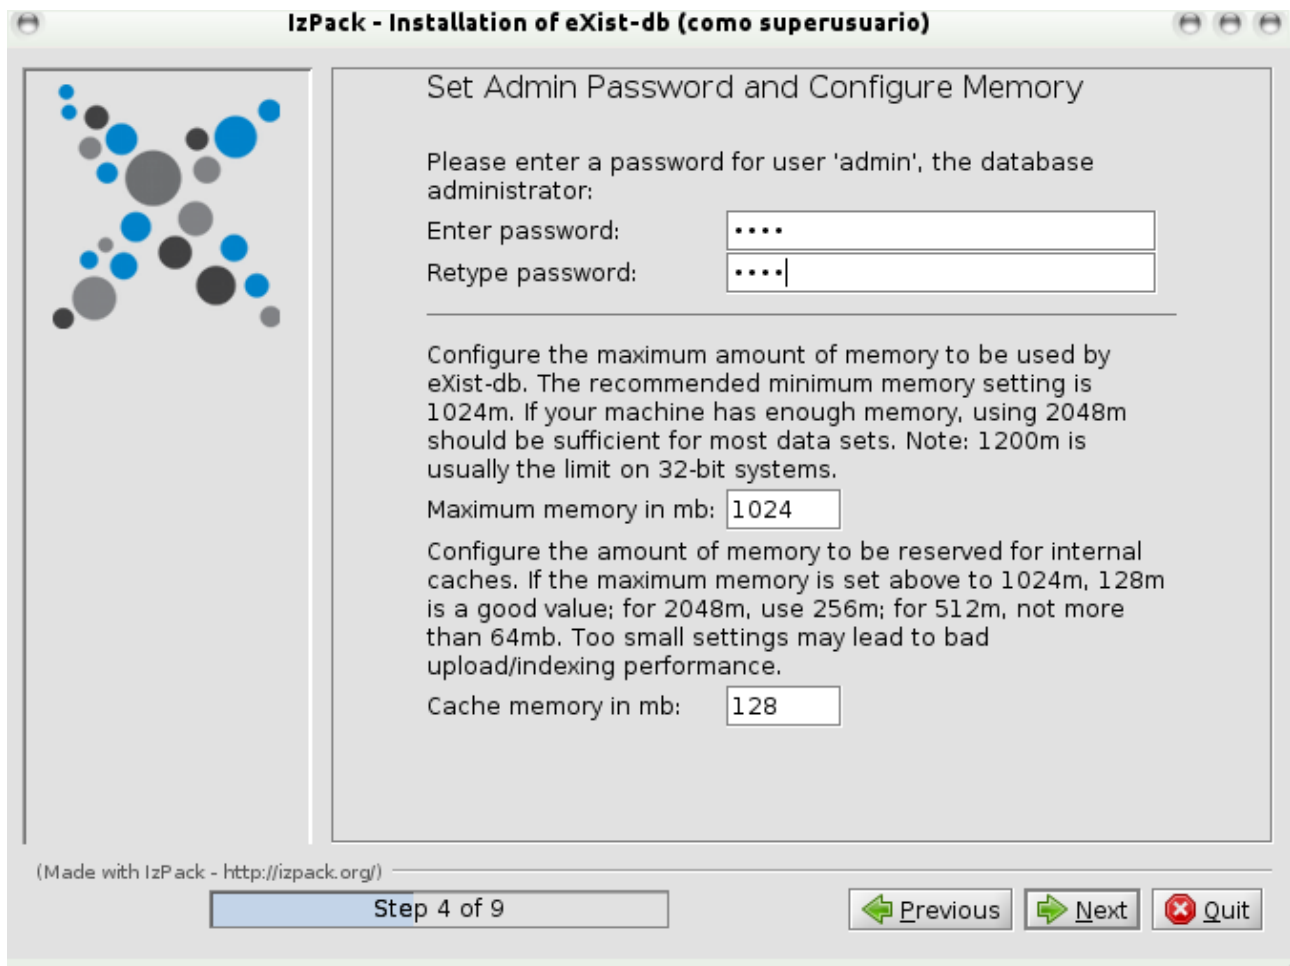 IzPack - Installation of eXist-db (como superusuario)
Set Admin Password and Configure Memory
Please enter a password for user 'admin', the database
administrator:
Enter password: ••••
Retype password: ••••
Configure the maximum amount of memory to be used by
eXist-db. The recommended minimum memory setting is
1024m. If your machine has enough memory, using 2048m
should be sufficient for most data sets. Note: 1200m is
usually the limit on 32-bit systems.
Maximum memory in mb: 1024
Configure the amount of memory to be reserved for internal
caches. If the maximum memory is set above to 1024m, 128m
is a good value; for 2048m, use 256m; for 512m, not more
than 64mb. Too small settings may lead to bad
upload/indexing performance.
Cache memory in mb: 128
(Made with IzPack - http://izpack.org/)
Step 4 of 9
Previous Next Quit